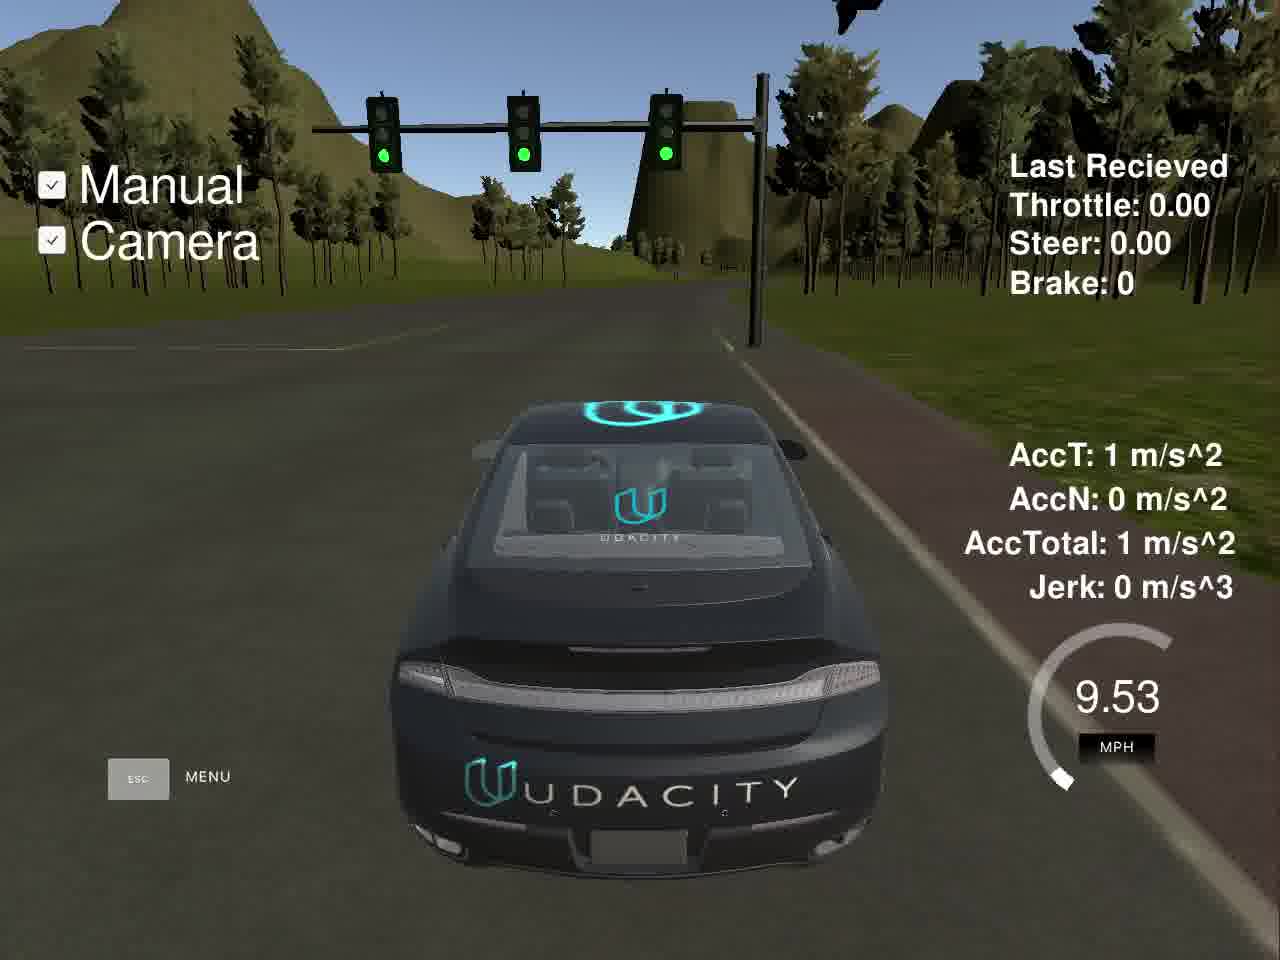 Manual
Camera
Last Recieved
Throttle: 0.00
Steer: 0.00
Brake: 0
UDACITY
AccT: 1 m/s^2
AccN: 0 m/s^2
AccTotal: 1 m/s^2
Jerk: 0 m/s^3
9.53
MPH
ESC MENU
UDACITY